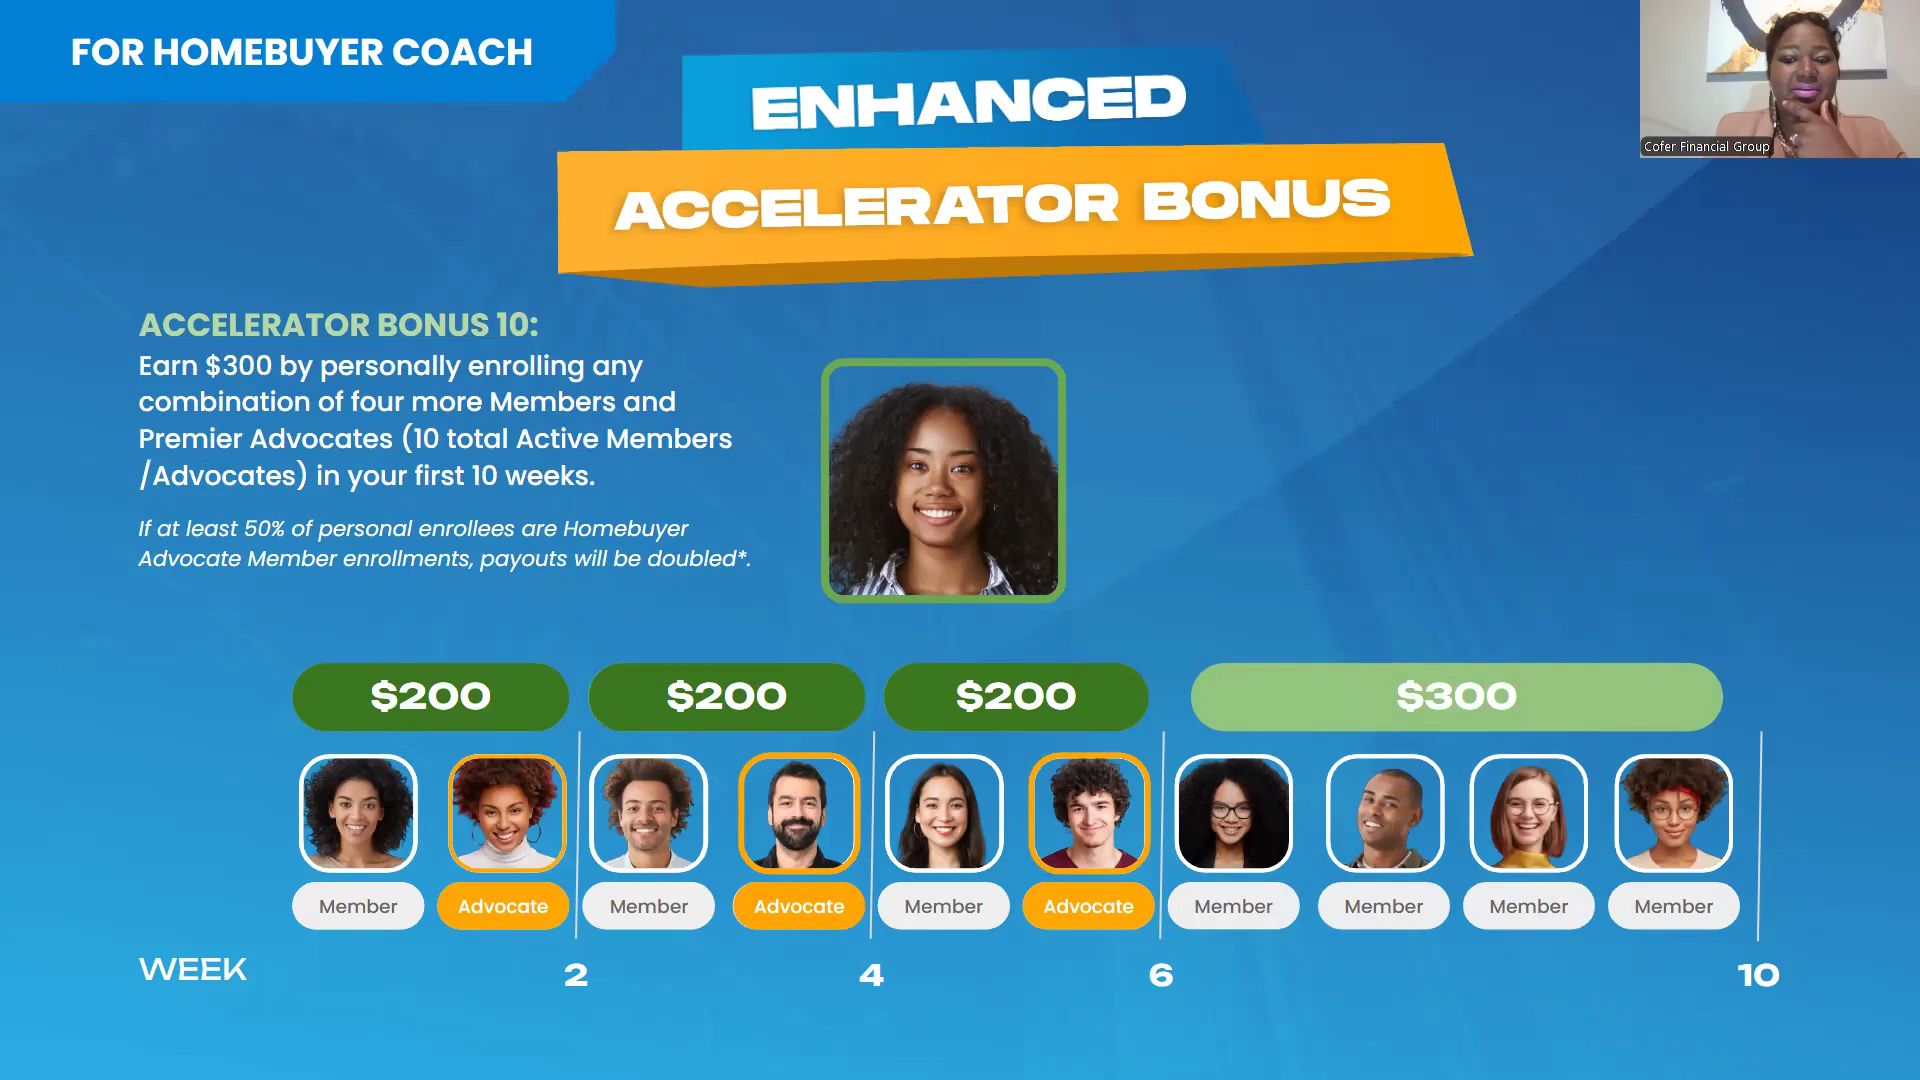 FOR HOMEBUYER COACH
ENHANCED
ACCELERATOR BONUS
Cofer Financial Group
ACCELERATOR BONUS 10:
Earn $300 by personally enrolling any
combination of four more Members and
Premier Advocates (10 total Active Members
/Advocates) in your first 10 weeks.
If at least 50% of personal enrollees are Homebuyer
Advocate Member enrollments, payouts will be doubled*.
$200 $200 $200 $300
Member Advocate Member Advocate Member Advocate Member Member Member Member
WEEK 2 4 6 10